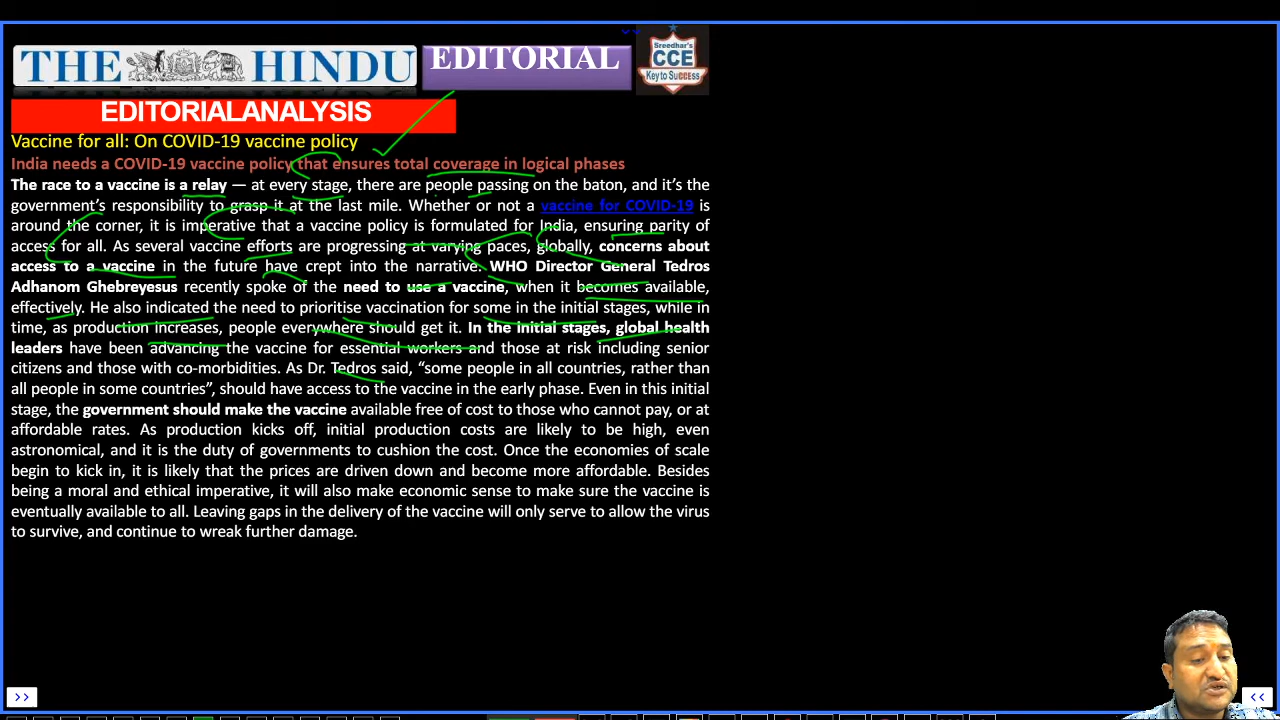 THE HINDU
EDITORIAL
Sreedhar's
CCE
Key to Success
EDITORIALANALYSIS
Vaccine for all: On COVID-19 vaccine policy
India needs a COVID-19 vaccine policy that ensures total coverage in logical phases
The race to a vaccine is a relay — at every stage, there are people passing on the baton, and it's the
government's responsibility to grasp it at the last mile. Whether or not a vaccine for COVID-19 is
around the corner, it is imperative that a vaccine policy is formulated for India, ensuring parity of
access for all. As several vaccine efforts are progressing at varying paces, globally, concerns about
access to a vaccine in the future have crept into the narrative. WHO Director General Tedros
Adhanom Ghebreyesus recently spoke of the need to use a vaccine, when it becomes available,
effectively. He also indicated the need to prioritise vaccination for some in the initial stages, while in
time, as production increases, people everywhere should get it. In the initial stages, global health
leaders have been advancing the vaccine for essential workers and those at risk including senior
citizens and those with co-morbidities. As Dr. Tedros said, “some people in all countries, rather than
all people in some countries”, should have access to the vaccine in the early phase. Even in this initial
stage, the government should make the vaccine available free of cost to those who cannot pay, or at
affordable rates. As production kicks off, initial production costs are likely to be high, even
astronomical, and it is the duty of governments to cushion the cost. Once the economies of scale
begin to kick in, it is likely that the prices are driven down and become more affordable. Besides
being a moral and ethical imperative, it will also make economic sense to make sure the vaccine is
eventually available to all. Leaving gaps in the delivery of the vaccine will only serve to allow the virus
to survive, and continue to wreak further damage.
>>
<<